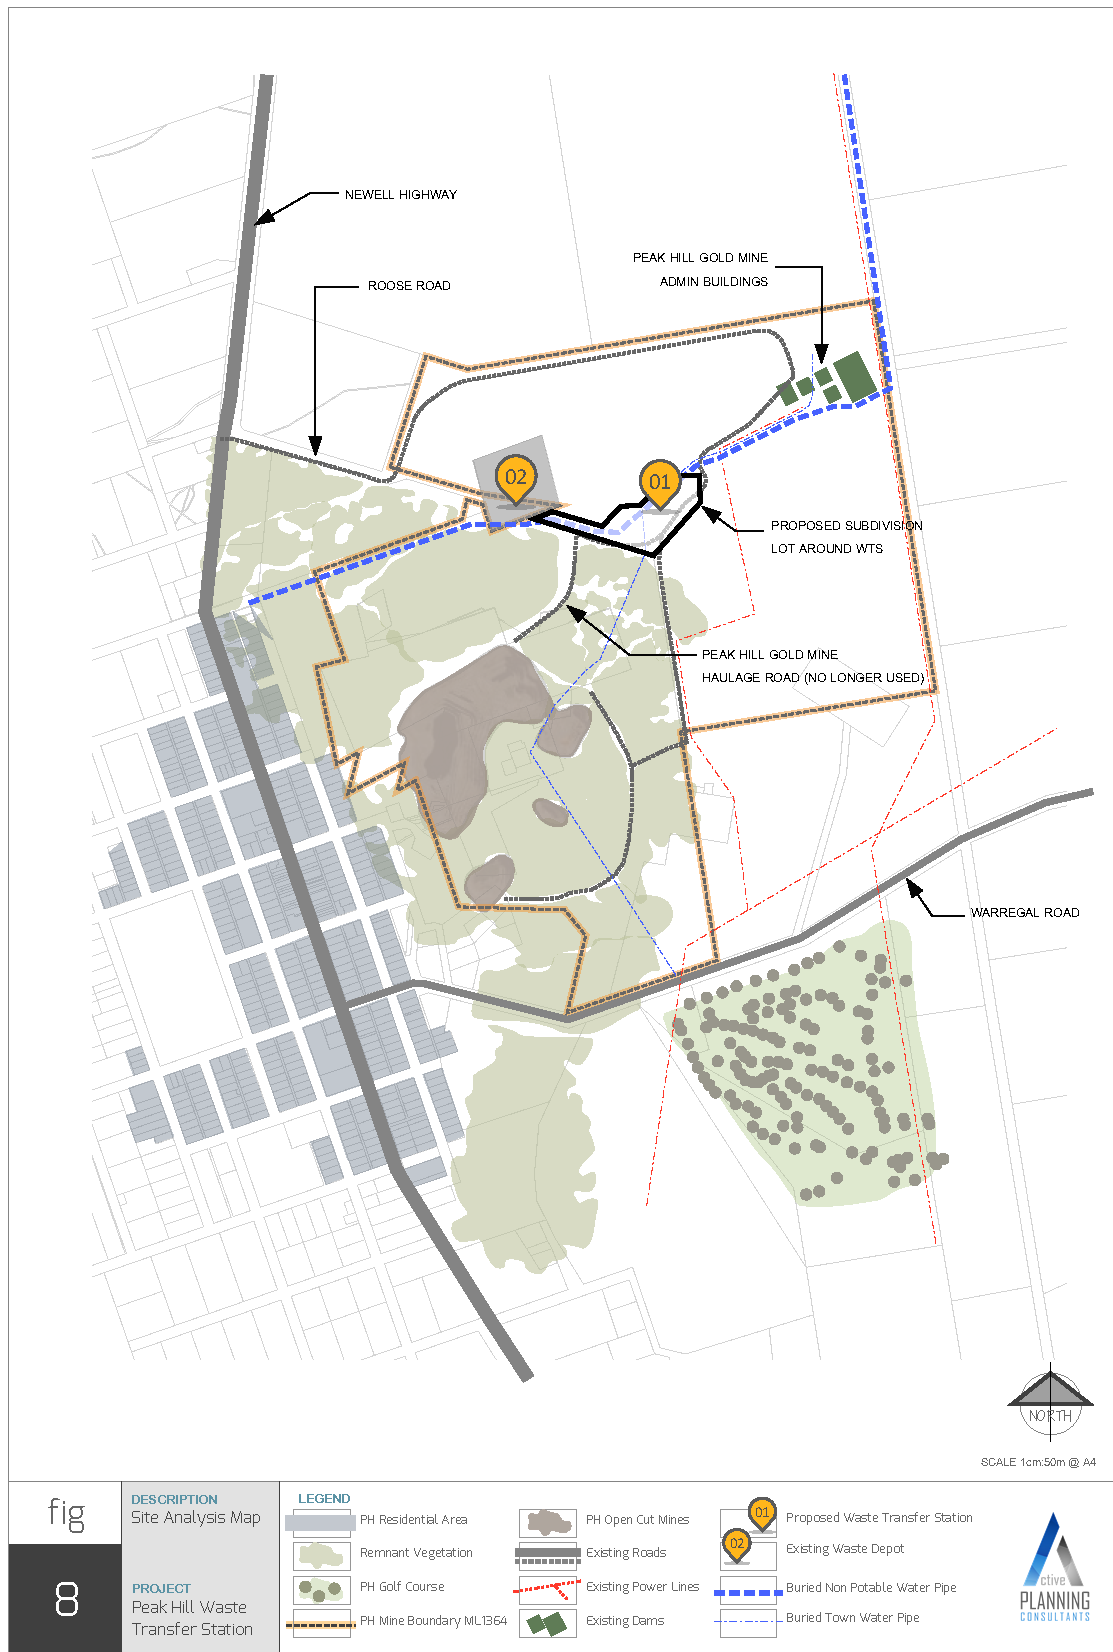 NEWELL HIGHWAY
PEAK HILL GOLD MINE
ADMIN BUILDINGS
ROOSE ROAD
02
01
PROPOSED SUBDIVISION
LOT AROUND WTS
PEAK HILL GOLD MINE
HAULAGE ROAD (NO LONGER USED)
WARREGAL ROAD
NORTH
SCALE 1cm:50m @ A4
fig
8
DESCRIPTION
Site Analysis Map
PROJECT
Peak Hill Waste
Transfer Station
LEGEND
PH Residential Area
Remnant Vegetation
PH Golf Course
PH Mine Boundary ML1364
PH Open Cut Mines
Existing Roads
Existing Power Lines
Existing Dams
01
Proposed Waste Transfer Station
02
Existing Waste Depot
Buried Non Potable Water Pipe
Buried Town Water Pipe
ctive
PLANNING
CONSULTANTS